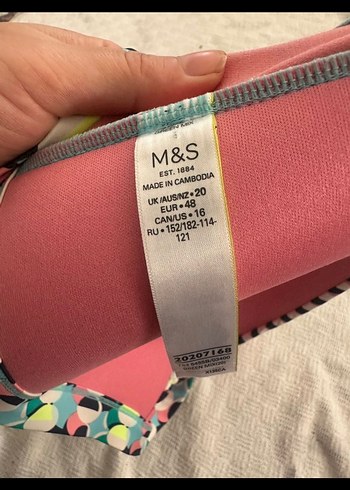 M&S
EST. 1884
MADE IN CAMBODIA
UK/AUS/NZ • 20
EUR • 48
CAN/US • 16
RU • 152/182-114-
121
20207168